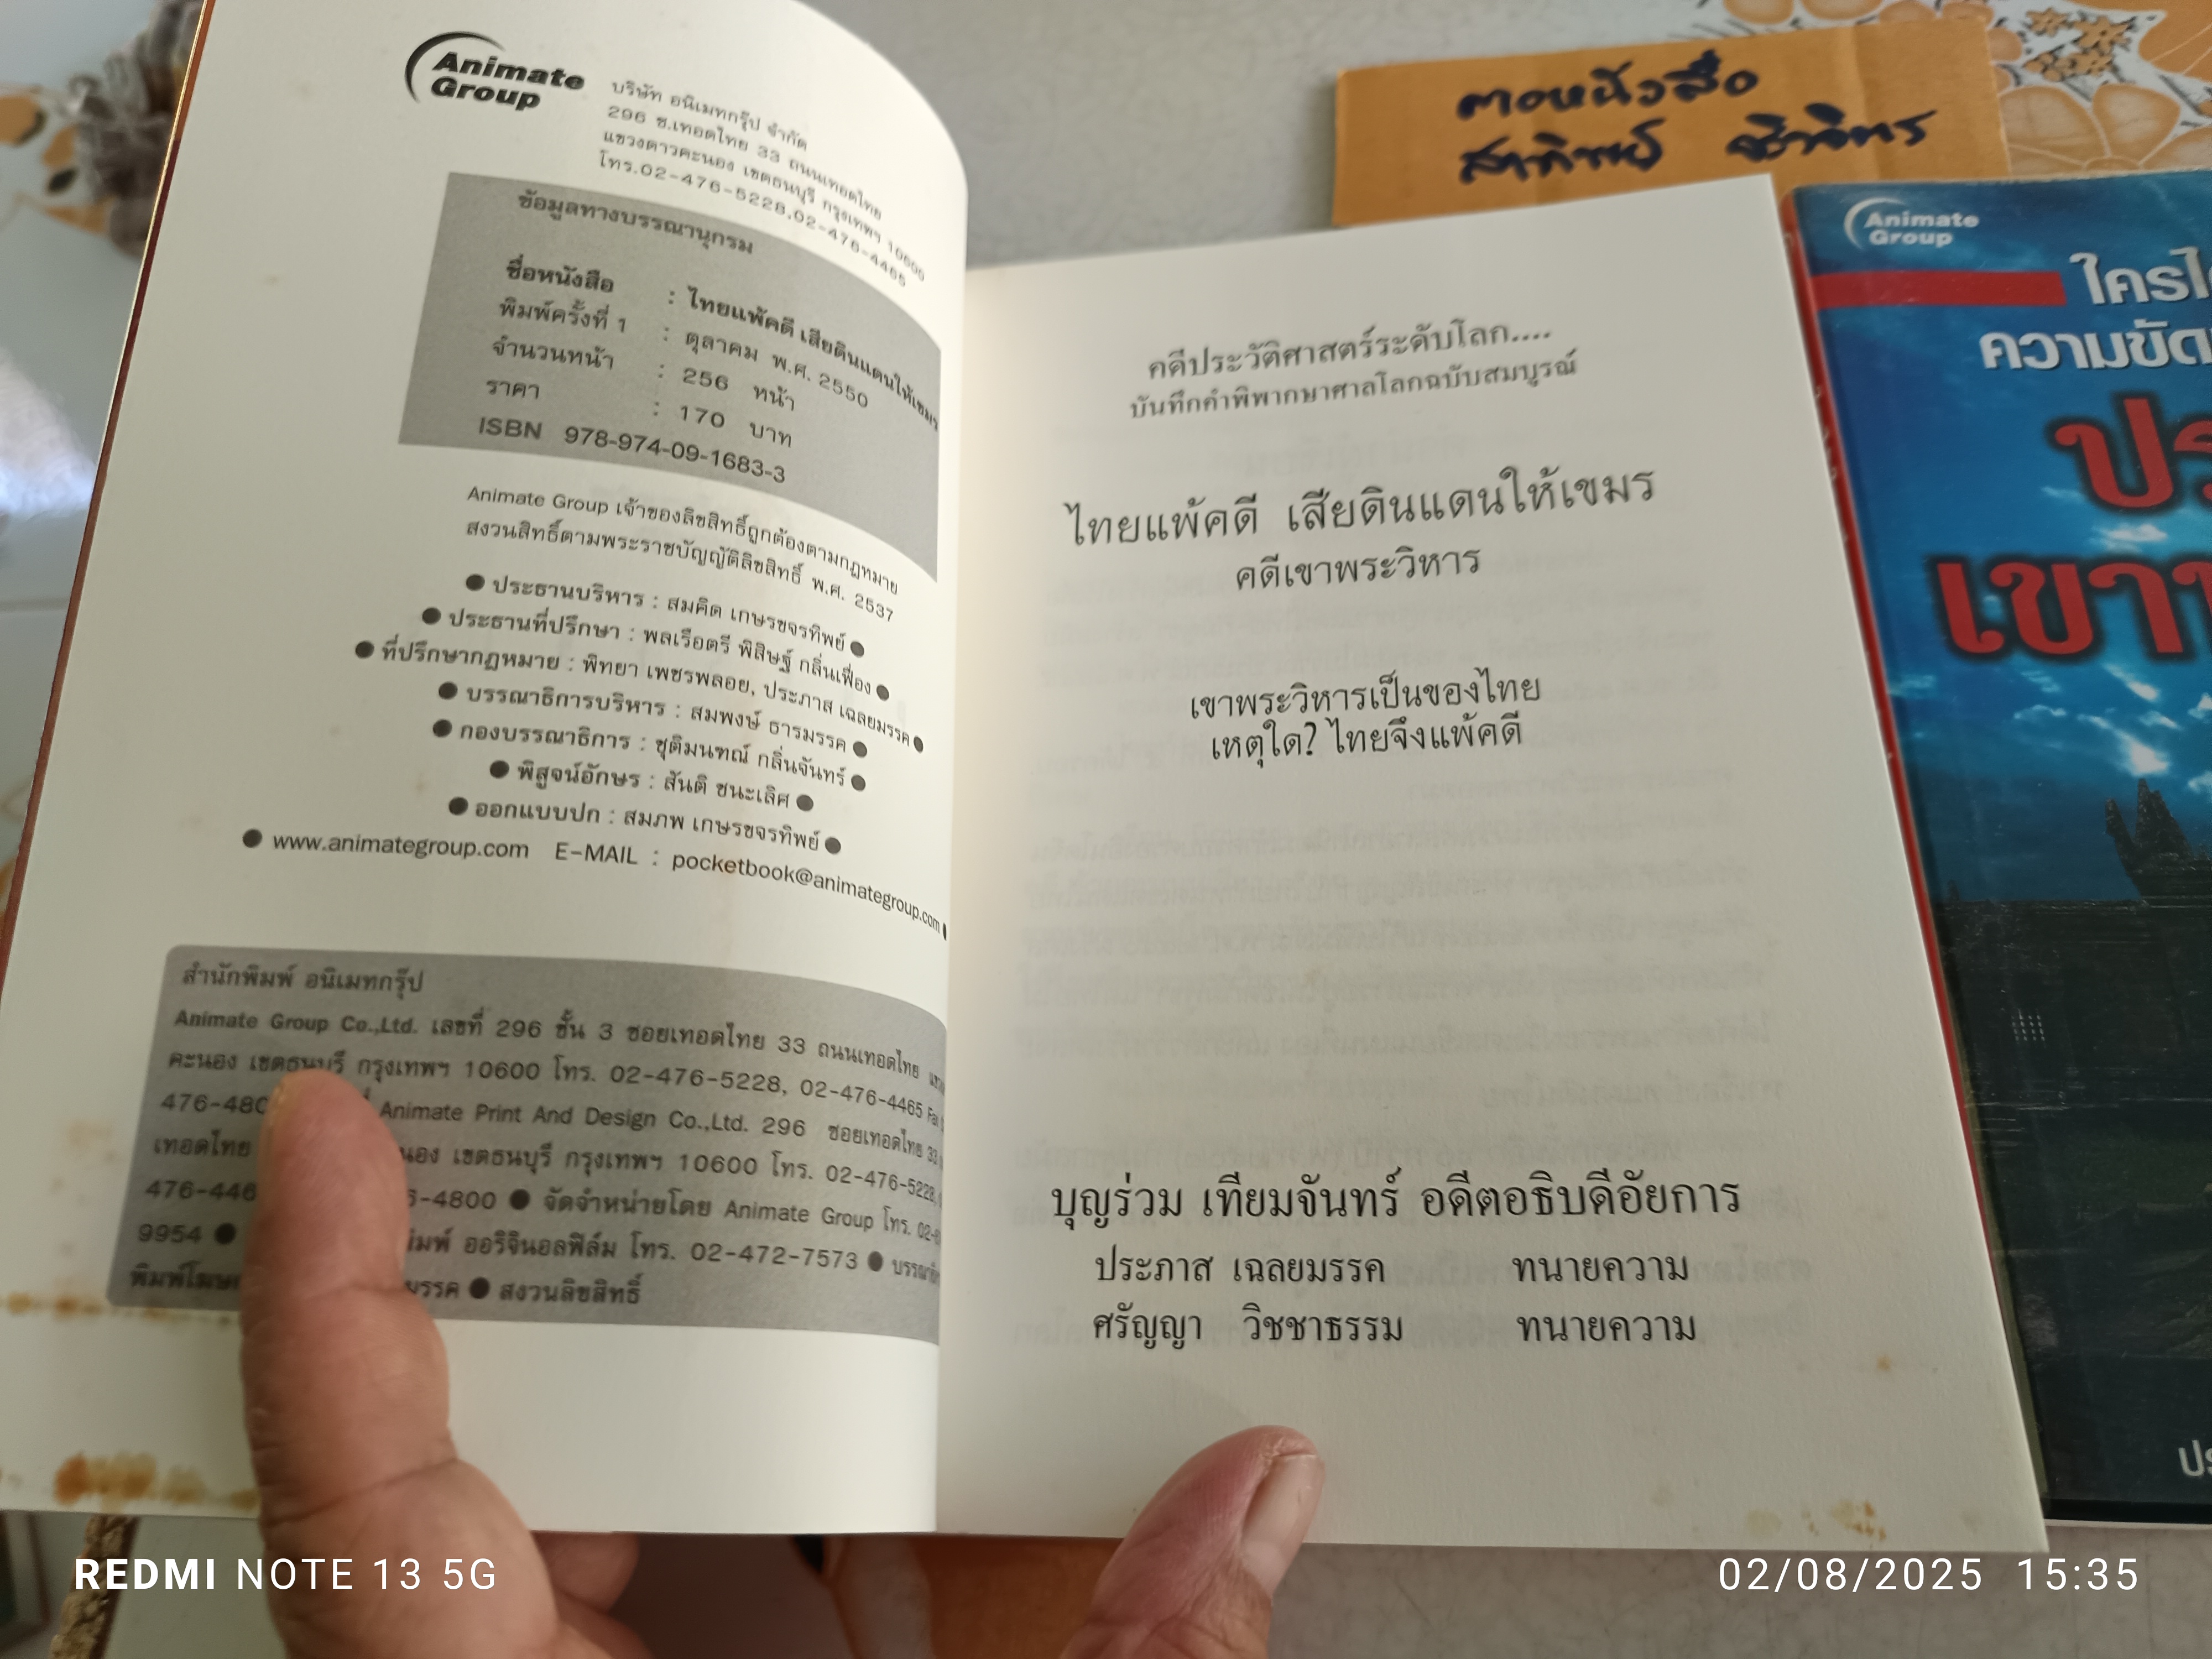 Animate
Group
บริษัท อนิเมทกรุ๊ป จำกัด
296 ซ.เทอดไทย 33 ถนนเทอดไทย
แขวงดาวคะนอง เขตธนบุรี กรุงเทพฯ 10600
โทร.02-476-5228,02-476-4465
ข้อมูลทางบรรณานุกรม
ชื่อหนังสือ : ไทยแพ้คดี เสียดินแดนให้เขมร
พิมพ์ครั้งที่ 1 : ตุลาคม พ.ศ. 2550
จำนวนหน้า : 256 หน้า
ราคา : 170 บาท
ISBN 978-974-09-1683-3
Animate Group เจ้าของลิขสิทธิ์ถูกต้องตามกฎหมาย
สงวนสิทธิ์ตามพระราชบัญญัติลิขสิทธิ์ พ.ศ. 2537
● ประธานบริหาร : สมคิด เกษรขจรทิพย์ ●
● ประธานที่ปรึกษา : พลเรือตรี พิสิษฐ์ กลิ่นเฟื่อง ●
● ที่ปรึกษากฎหมาย : พิทยา เพชรพลอย, ประภาส เฉลยมรรค ●
● บรรณาธิการบริหาร : สมพงษ์ ธารมรรค ●
● กองบรรณาธิการ : ชุติมนฑณ์ กลิ่นจันทร์ ●
● พิสูจน์อักษร : สันติ ชนะเลิศ ●
● ออกแบบปก : สมภพ เกษรขจรทิพย์ ●
● www.animategroup.com E-MAIL : pocketbook@animategroup.com ●
สำนักพิมพ์ อนิเมทกรุ๊ป
Animate Group Co.,Ltd. เลขที่ 296 ชั้น 3 ซอยเทอดไทย 33 ถนนเทอดไทย
คะนอง เขตธนบุรี กรุงเทพฯ 10600 โทร. 02-476-5228, 02-476-4465 Fax
476-480 Animate Print And Design Co.,Ltd. 296 ซอยเทอดไทย 33
เทอดไทย นอง เขตธนบุรี กรุงเทพฯ 10600 โทร. 02-476-5228,
476-446 -4800 ● จัดจำหน่ายโดย Animate Group โทร. 02-
9954 ● พิมพ์ ออริจินอลฟิล์ม โทร. 02-472-7573 ●
พิมพ์โฆษณา มรรค ● สงวนลิขสิทธิ์
คดีประวัติศาสตร์ระดับโลก....
บันทึกคำพิพากษาศาลโลกฉบับสมบูรณ์
ไทยแพ้คดี เสียดินแดนให้เขมร
คดีเขาพระวิหาร
เขาพระวิหารเป็นของไทย
เหตุใด? ไทยจึงแพ้คดี
บุญร่วม เทียมจันทร์ อดีตอธิบดีอัยการ
ประภาส เฉลยมรรค ทนายความ
ศรัญญา วิชชาธรรม ทนายความ
Animate
Group
ใคร
ความขัด
ปร
เขา
ปร
REDMI NOTE 13 5G
02/08/2025 15:35